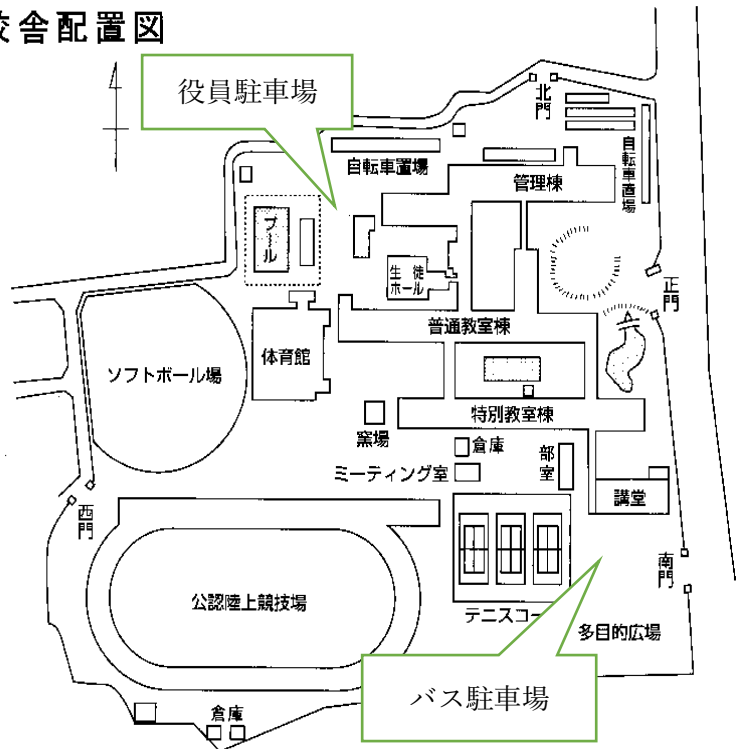 校舎配置図
役員駐車場
北門
自転車置場
自転車置場
管理棟
プール
生徒
ホール
正門
普通教室棟
体育館
ソフトボール場
特別教室棟
窯場
倉庫
部室
ミーティング室
講堂
西門
南門
公認陸上競技場
テニスコー
多目的広場
バス駐車場
倉庫